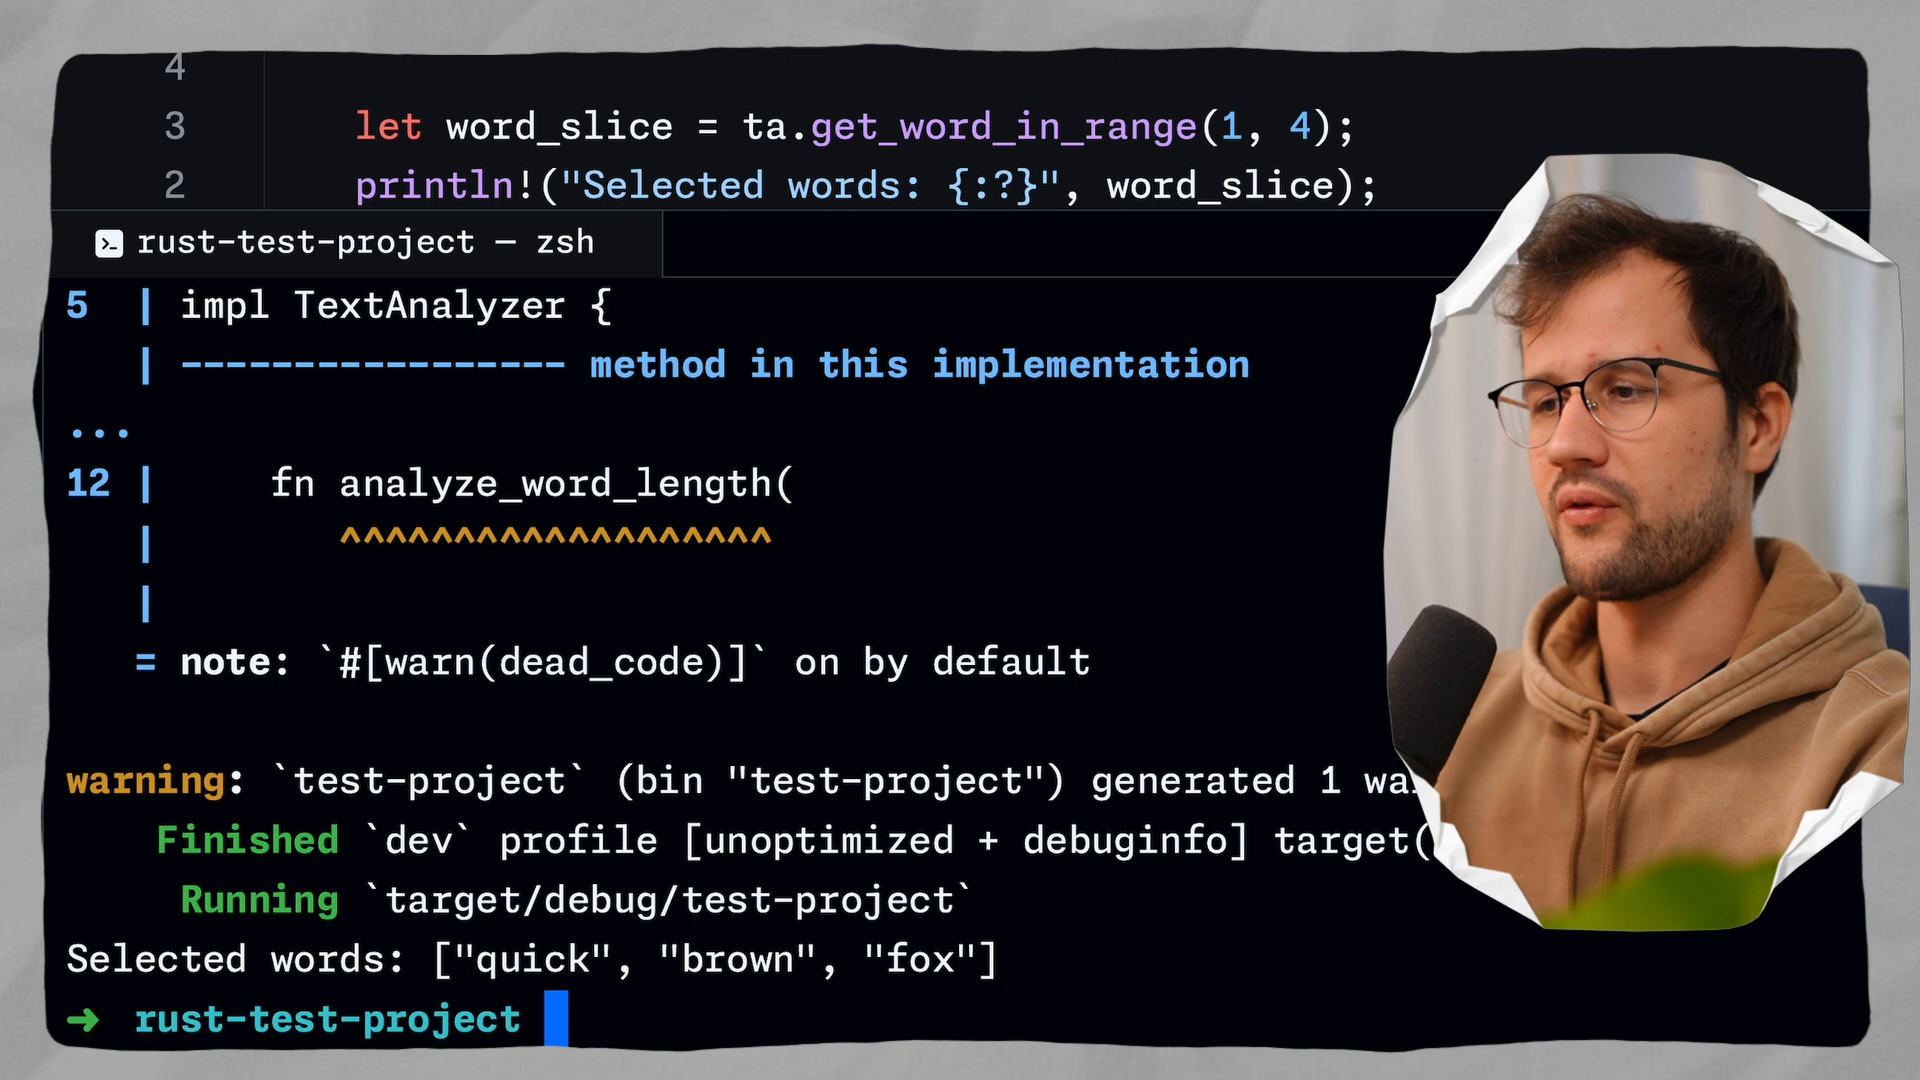 4
3 let word_slice = ta.get_word_in_range(1, 4);
2 println!("Selected words: {:?}", word_slice);
rust-test-project — zsh
5 | impl TextAnalyzer {
| ----------------- method in this implementation
...
12 | fn analyze_word_length(
| ^^^^^^^^^^^^^^^^^^^
|
= note: `#[warn(dead_code)]` on by default
warning: `test-project` (bin "test-project") generated 1
Finished `dev` profile [unoptimized + debuginfo] target(
Running `target/debug/test-project`
Selected words: ["quick", "brown", "fox"]
➜ rust-test-project